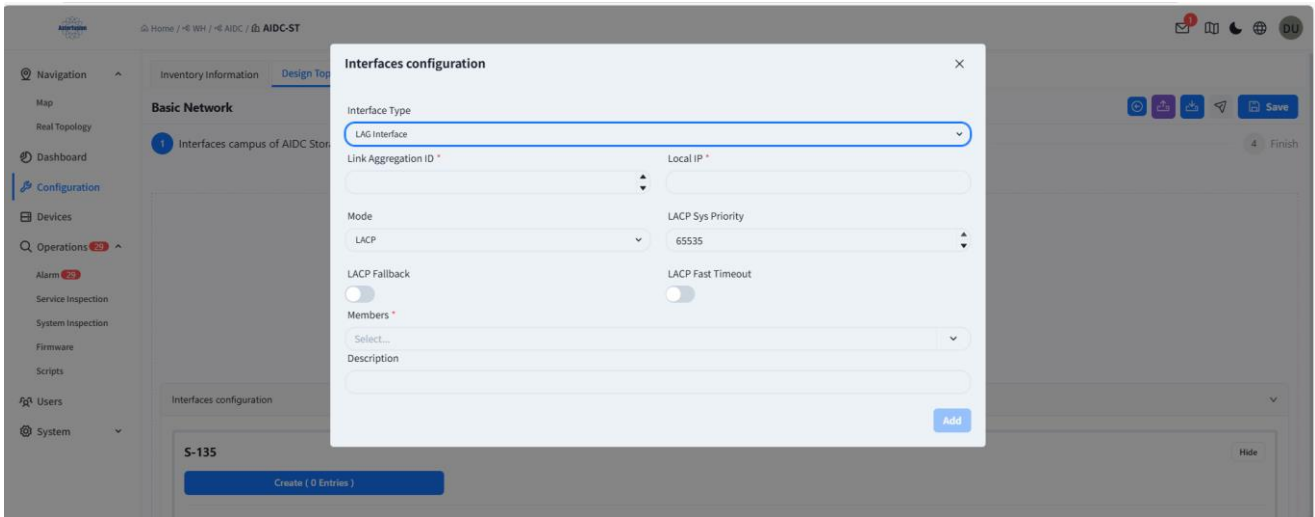 Asterfusion
Home / WH / AIDC / AIDC-ST
1
DU
Navigation
Map
Real Topology
Dashboard
Configuration
Devices
Operations 29
Alarm 29
Service Inspection
System Inspection
Firmware
Scripts
Users
System
Inventory Information
Design Top
Basic Network
Save
1 Interfaces campus of AIDC Stor
4 Finish
Interfaces configuration
Interface Type
LAG Interface
Link Aggregation ID *
Local IP *
Mode
LACP Sys Priority
LACP
65535
LACP Fallback
LACP Fast Timeout
Members *
Select...
Description
Add
Interfaces configuration
S-135
Hide
Create ( 0 Entries )